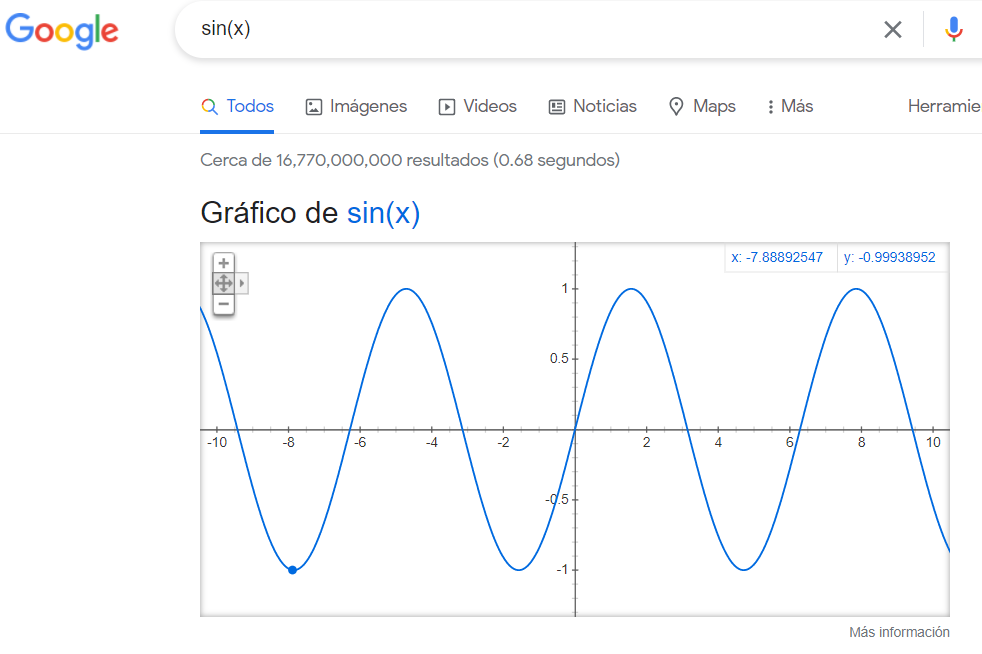 Google
sin(x)
Todos Imágenes Videos Noticias Maps Más Herramie
Cerca de 16,770,000,000 resultados (0.68 segundos)
Gráfico de sin(x)
x: -7.88892547 y: -0.99938952
1
0.5
-10 -8 -6 -4 -2 2 4 6 8 10
-0.5
-1
Más información